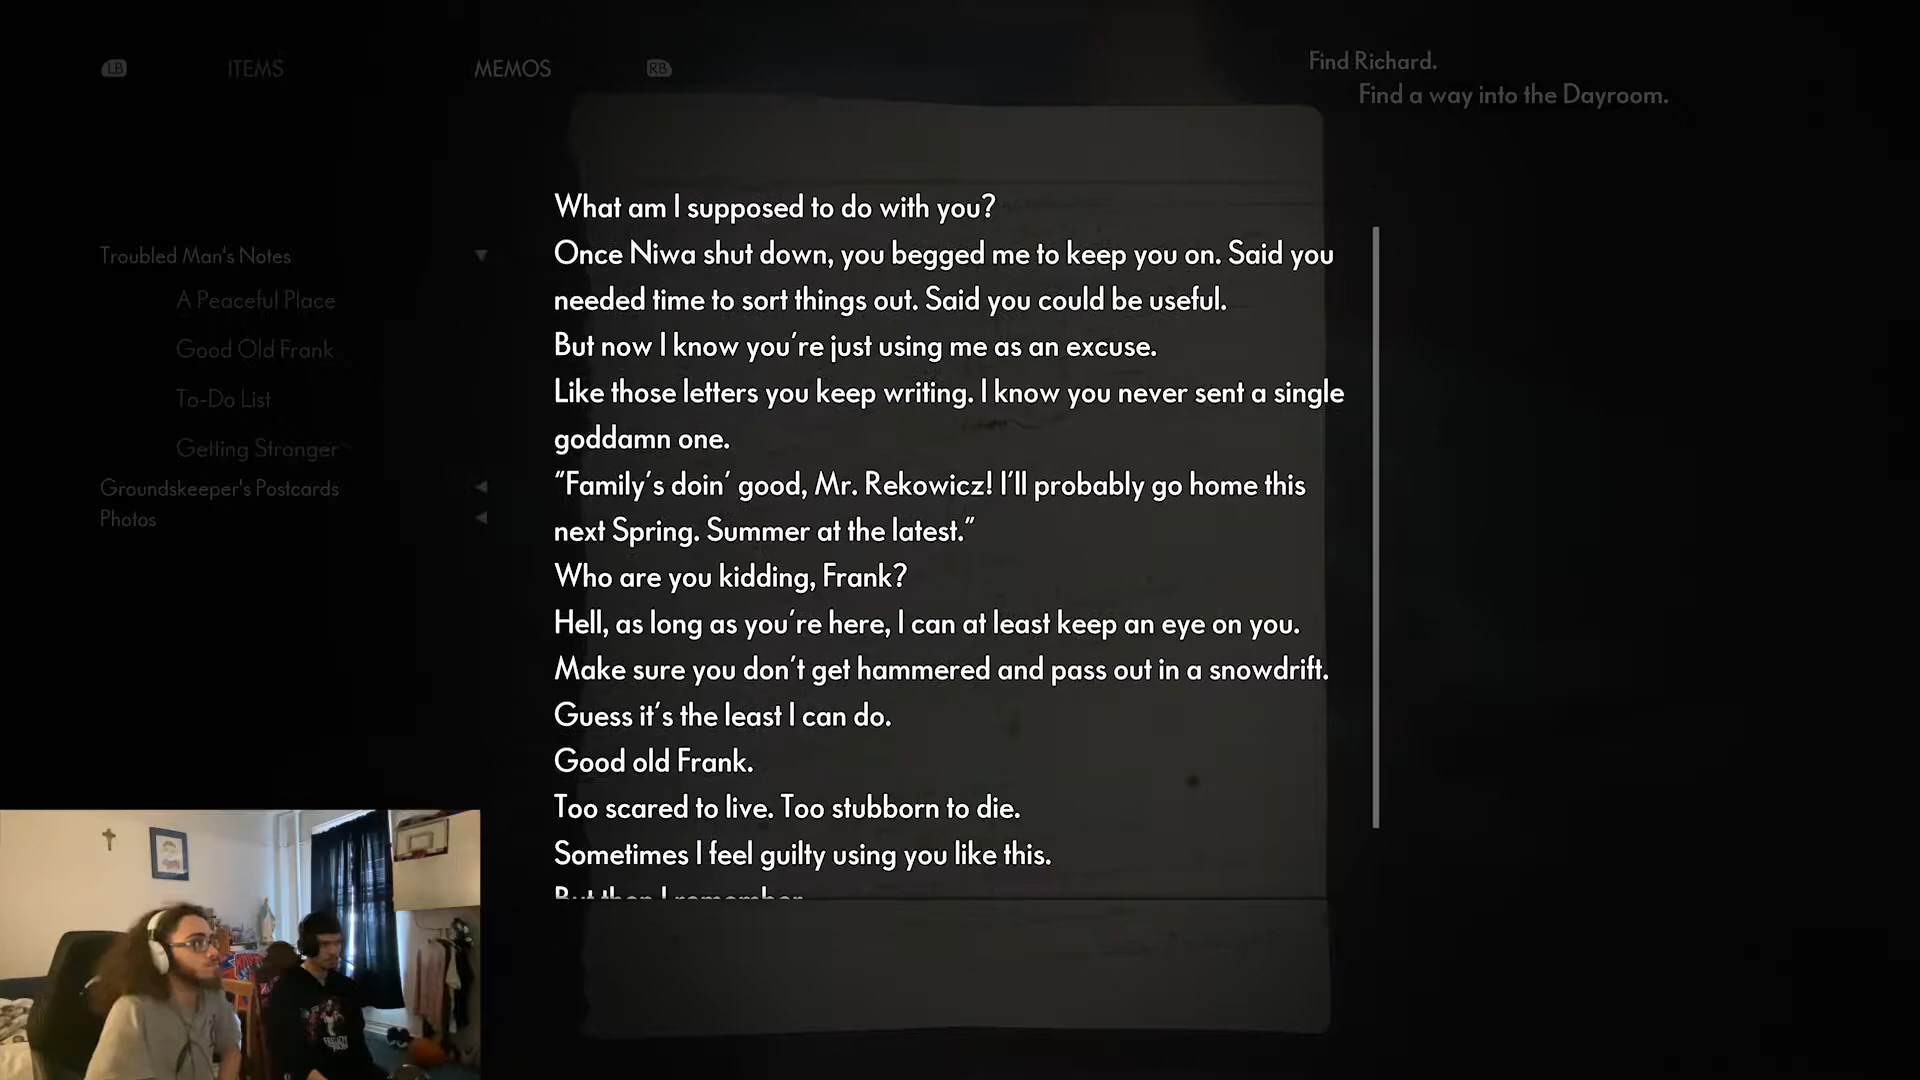 LB
ITEMS
MEMOS
RB
Find Richard.
Find a way into the Dayroom.
Troubled Man's Notes
A Peaceful Place
Good Old Frank
To-Do List
Getting Stronger
Groundskeeper's Postcards
Photos
What am I supposed to do with you?
Once Niwa shut down, you begged me to keep you on. Said you
needed time to sort things out. Said you could be useful.
But now I know you're just using me as an excuse.
Like those letters you keep writing. I know you never sent a single
goddamn one.
"Family's doin' good, Mr. Rekowicz! I'll probably go home this
next Spring. Summer at the latest."
Who are you kidding, Frank?
Hell, as long as you're here, I can at least keep an eye on you.
Make sure you don't get hammered and pass out in a snowdrift.
Guess it's the least I can do.
Good old Frank.
Too scared to live. Too stubborn to die.
Sometimes I feel guilty using you like this.
But then I remember